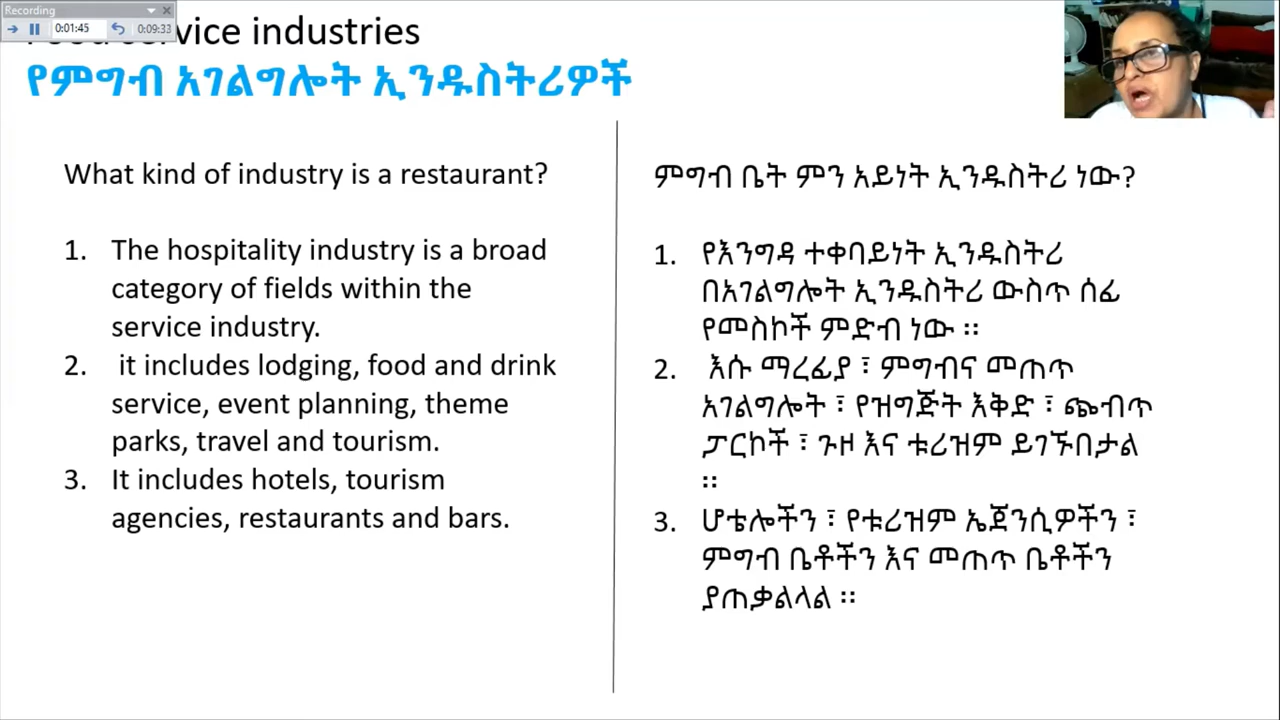 Recording
0:01:45
0:09:33
service industries
የምግብ አገልግሎት ኢንዱስትሪዎች
What kind of industry is a restaurant?
1. The hospitality industry is a broad
category of fields within the
service industry.
2. it includes lodging, food and drink
service, event planning, theme
parks, travel and tourism.
3. It includes hotels, tourism
agencies, restaurants and bars.
ምግብ ቤት ምን አይነት ኢንዱስትሪ ነው?
1. የእንግዳ ተቀባይነት ኢንዱስትሪ
በአገልግሎት ኢንዱስትሪ ውስጥ ሰፊ
የመስኮች ምድብ ነው ፡፡
2. እሱ ማረፊያ ፣ ምግብና መጠጥ
አገልግሎት ፣ የዝግጅት እቅድ ፣ ጭብጥ
ፓርኮች ፣ ጉዞ እና ቱሪዝም ይገኙበታል
፡፡
3. ሆቴሎችን ፣ የቱሪዝም ኤጀንሲዎችን ፣
ምግብ ቤቶችን እና መጠጥ ቤቶችን
ያጠቃልላል ፡፡